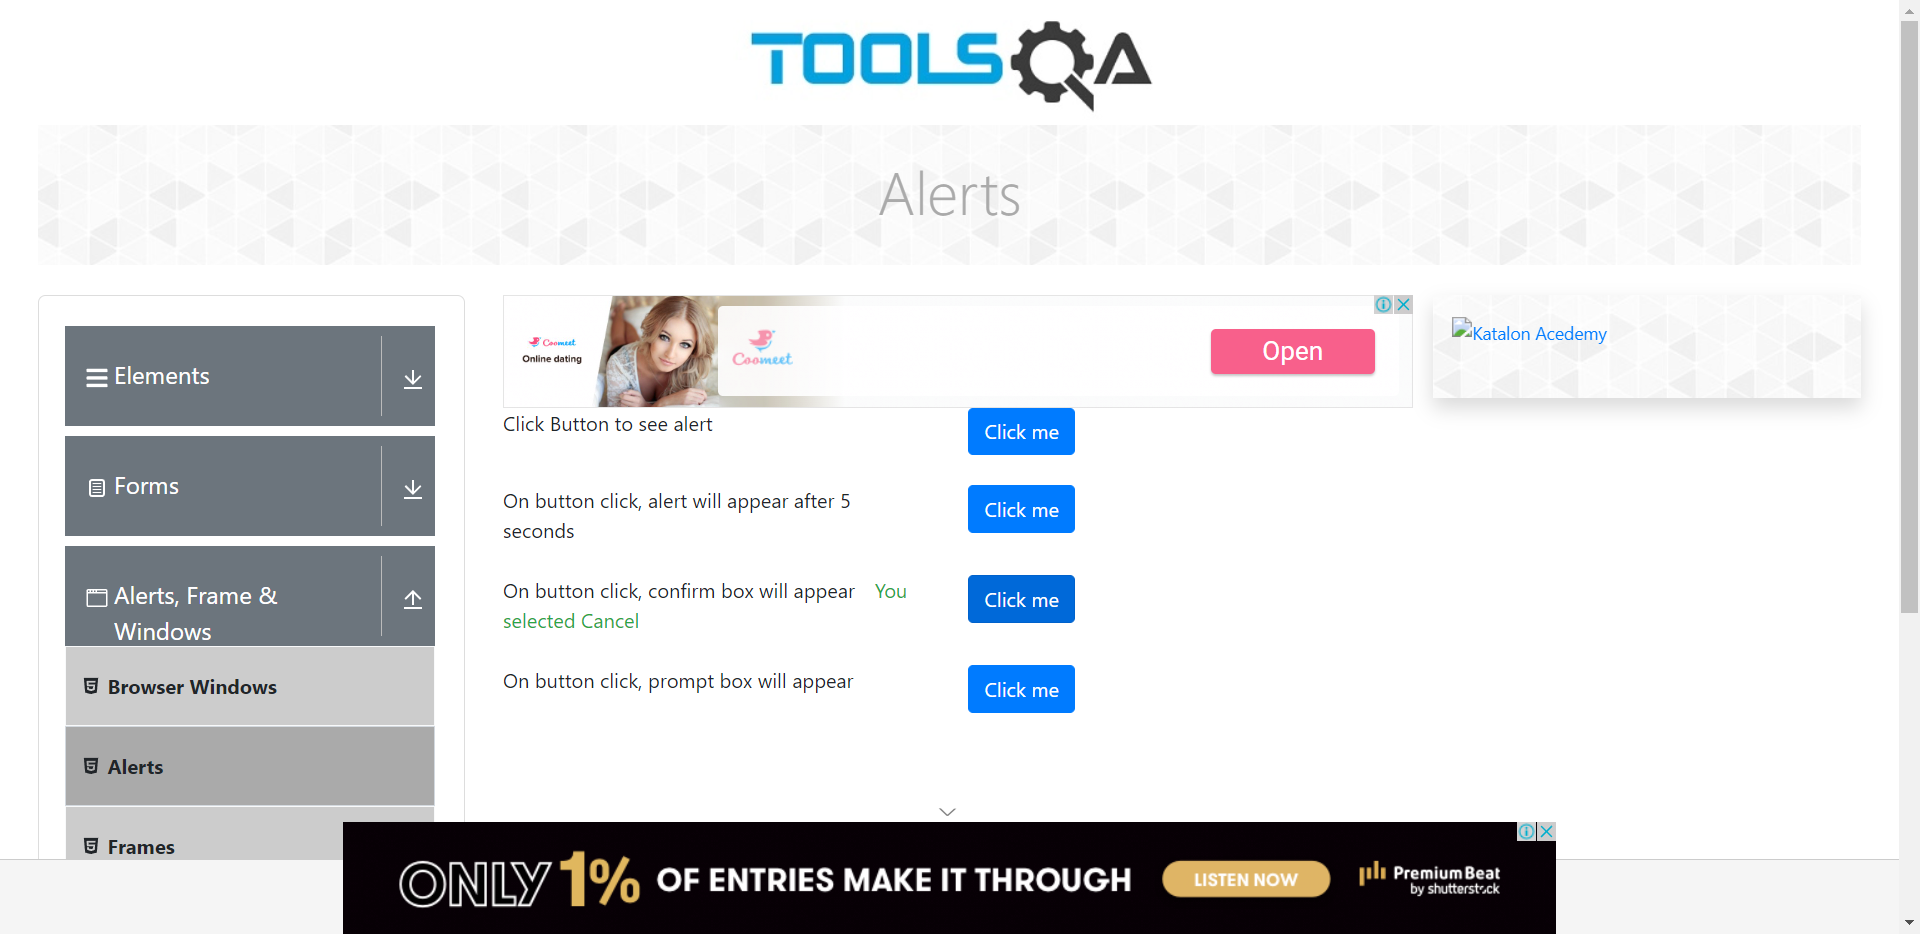 TOOLSQA
Alerts
Elements
Forms
Alerts, Frame &
Windows
Browser Windows
Alerts
Frames
Coomeet
Online dating
Coomeet
Open
Click Button to see alert
Click me
On button click, alert will appear after 5
seconds
Click me
On button click, confirm box will appear You
selected Cancel
Click me
On button click, prompt box will appear
Click me
Katalon Acedemy
ONLY 1% OF ENTRIES MAKE IT THROUGH
LISTEN NOW
PremiumBeat
by shutterstock